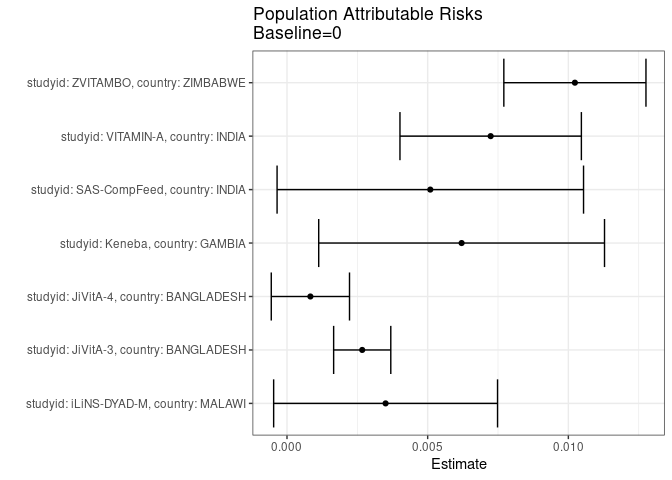 Population Attributable Risks
Baseline=0
studyid: ZVITAMBO, country: ZIMBABWE
studyid: VITAMIN-A, country: INDIA
studyid: SAS-CompFeed, country: INDIA
studyid: Keneba, country: GAMBIA
studyid: JiVitA-4, country: BANGLADESH
studyid: JiVitA-3, country: BANGLADESH
studyid: iLiNS-DYAD-M, country: MALAWI
0.000 0.005 0.010
Estimate